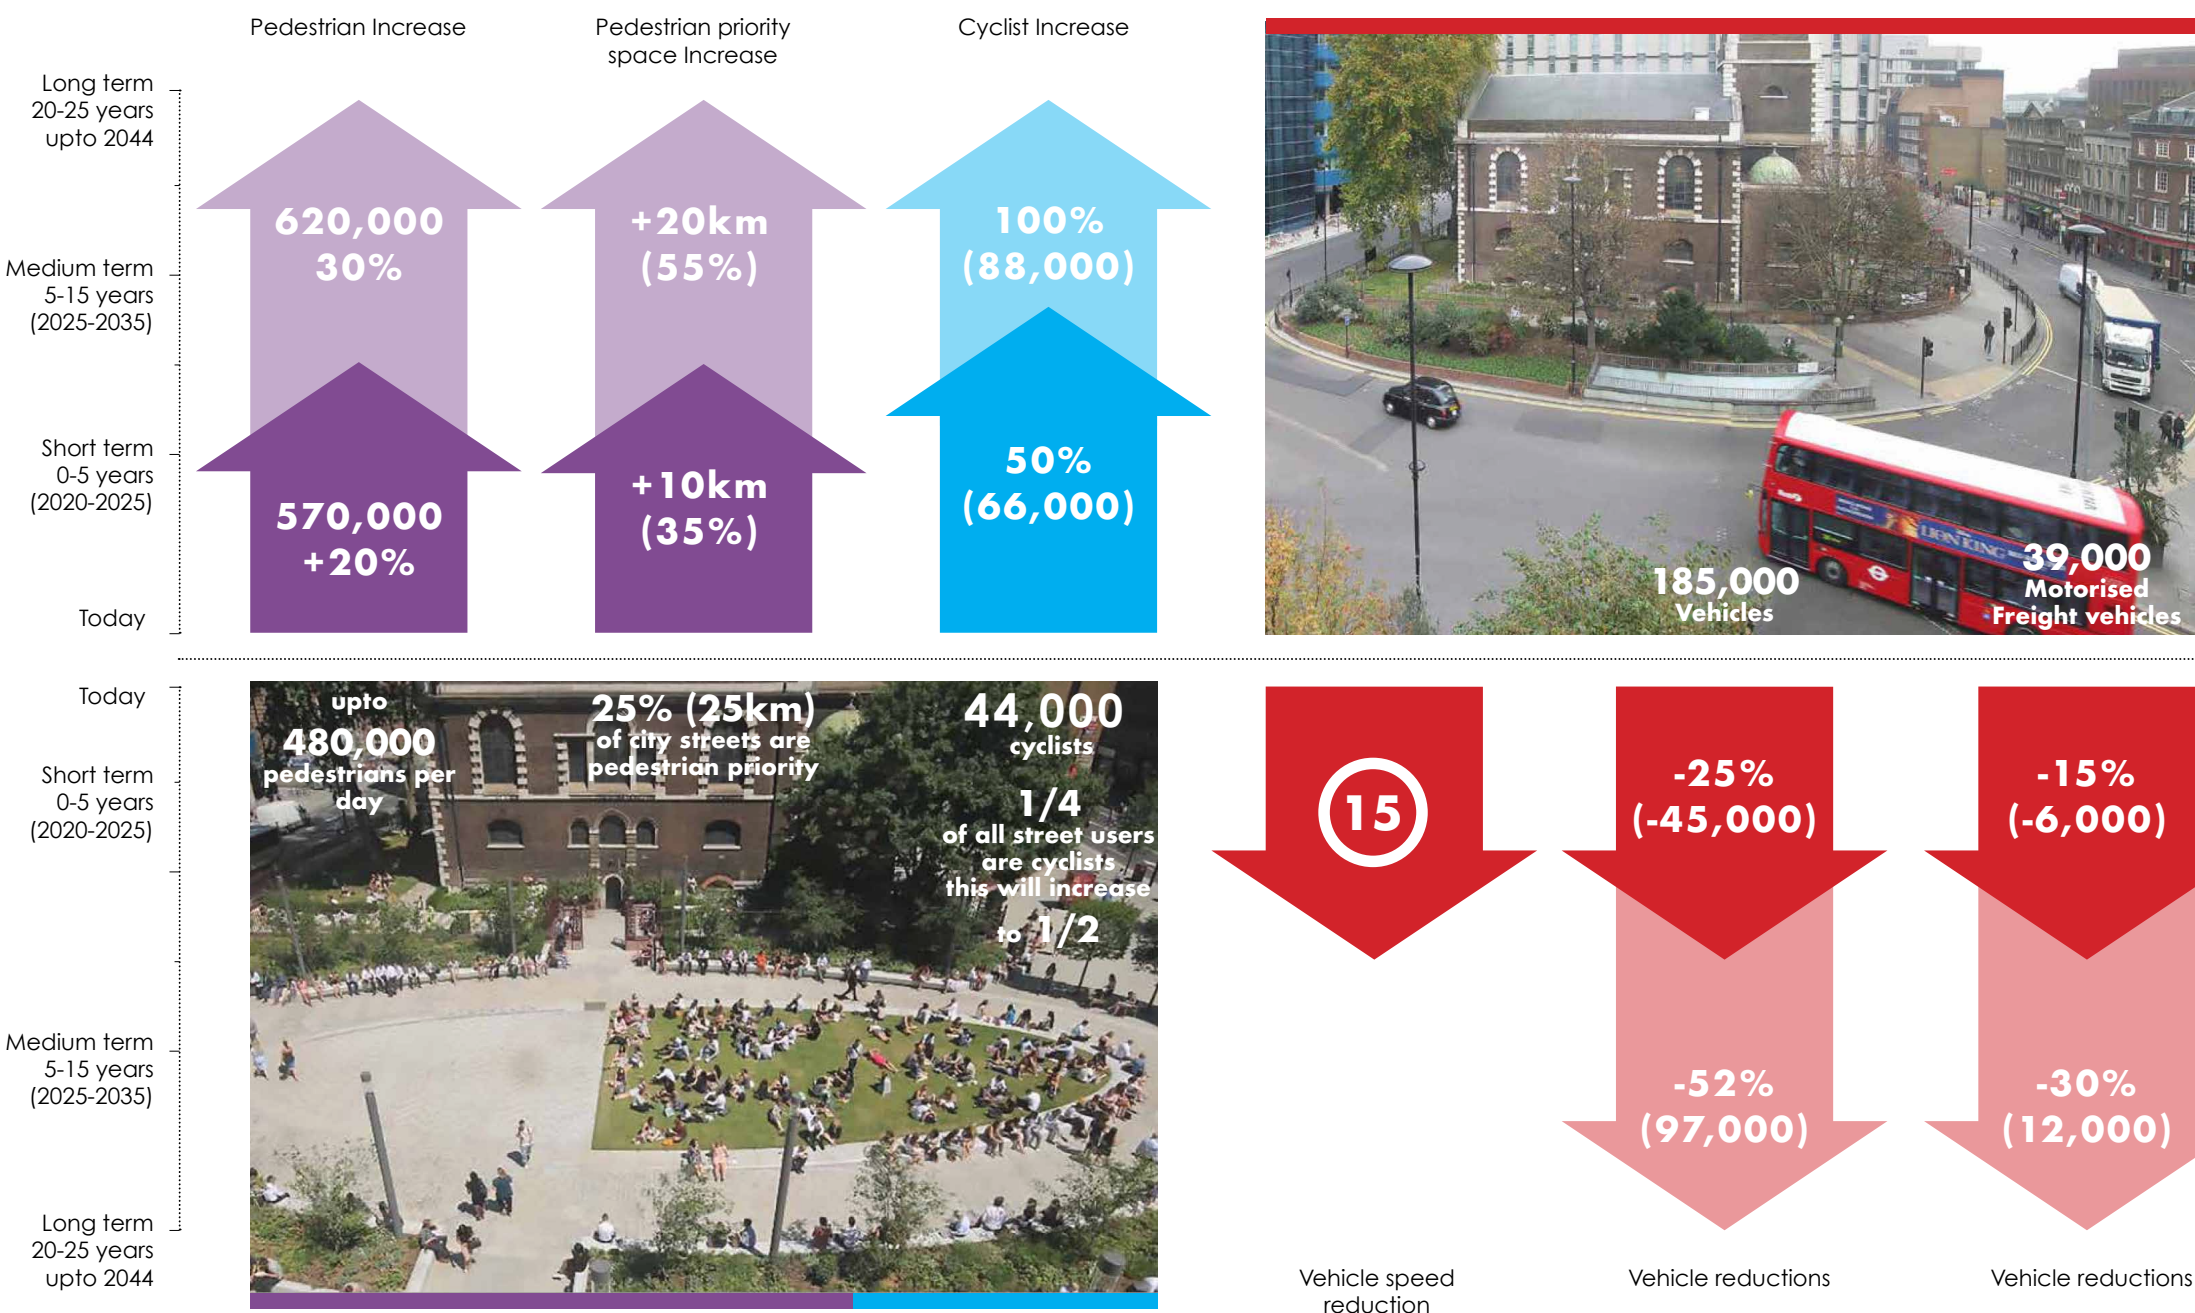 Pedestrian Increase
Pedestrian priority
space Increase
Cyclist Increase
Long term
20-25 years
upto 2044
Medium term
5-15 years
(2025-2035)
Short term
0-5 years
(2020-2025)
Today
620,000
30%
+20km
(55%)
100%
(88,000)
570,000
+20%
+10km
(35%)
50%
(66,000)
LION KING
185,000
Vehicles
39,000
Motorised
Freight vehicles
Today
Short term
0-5 years
(2020-2025)
Medium term
5-15 years
(2025-2035)
Long term
20-25 years
upto 2044
upto
480,000
pedestrians per
day
25% (25km)
of city streets are
pedestrian priority
44,000
cyclists
1/4
of all street users
are cyclists
this will increase
to 1/2
15
-25%
(-45,000)
-15%
(-6,000)
-52%
(97,000)
-30%
(12,000)
Vehicle speed
reduction
Vehicle reductions
Vehicle reductions